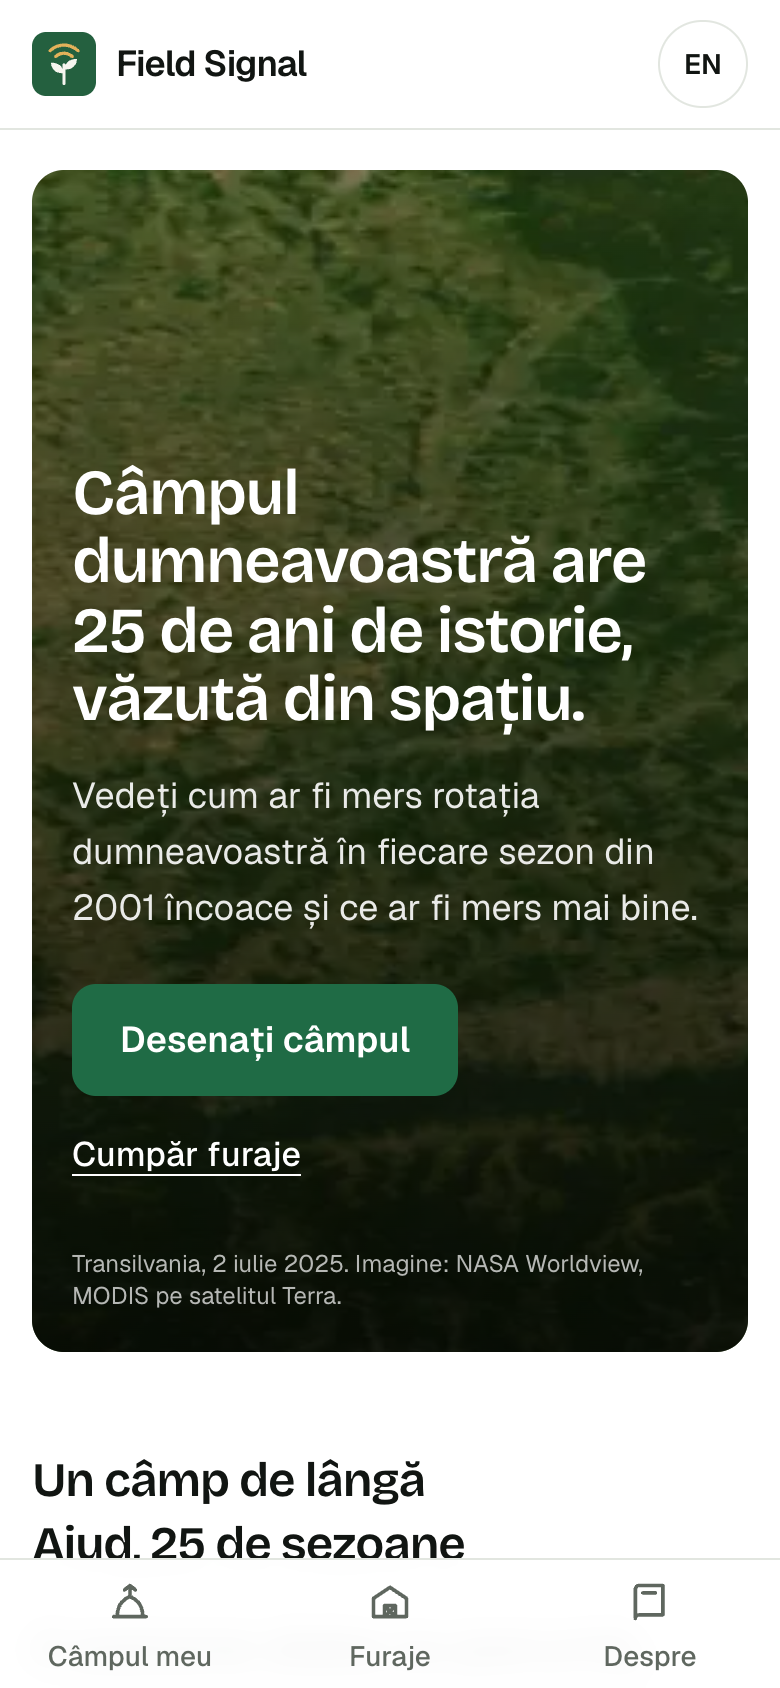 Field Signal
EN
Câmpul
dumneavoastră are
25 de ani de istorie,
văzută din spațiu.
Vedeți cum ar fi mers rotația
dumneavoastră în fiecare sezon din
2001 încoace și ce ar fi mers mai bine.
Desenați câmpul
Cumpăr furaje
Transilvania, 2 iulie 2025. Imagine: NASA Worldview,
MODIS pe satelitul Terra.
Un câmp de lângă
Aiud, 25 de sezoane
Câmpul meu
Furaje
Despre